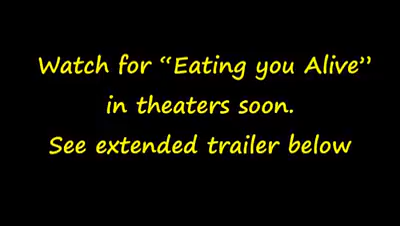 Watch for “Eating you Alive”
in theaters soon.
See extended trailer below